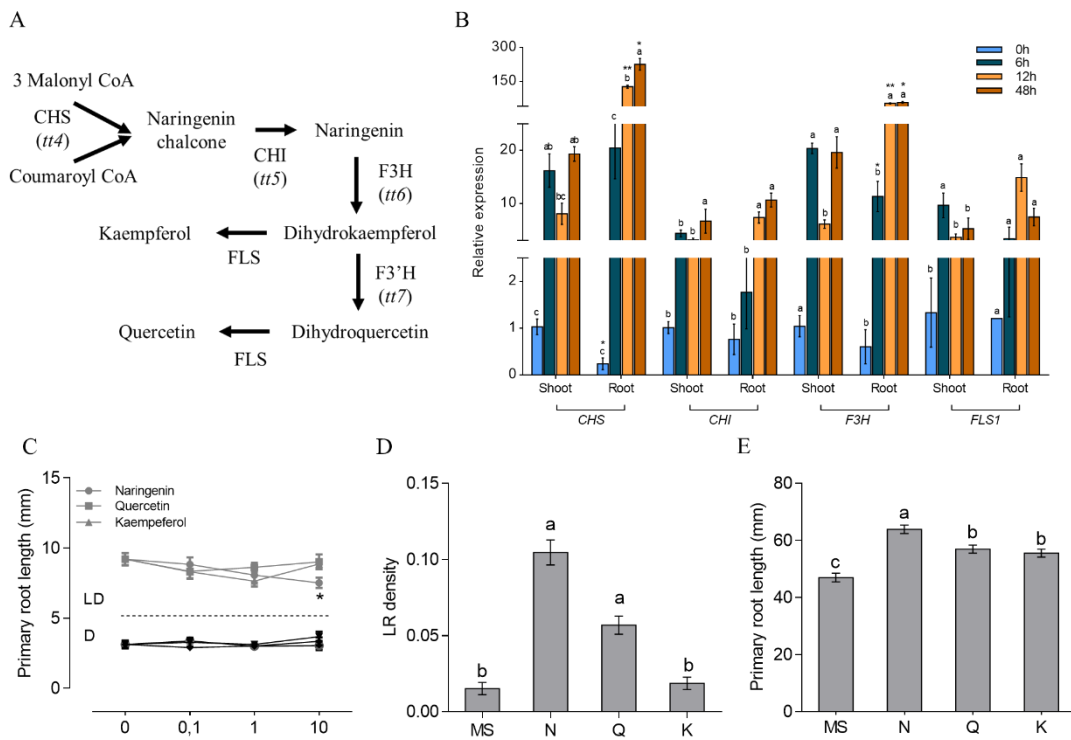 A
3 Malonyl CoA
CHS
(tt4)
Coumaroyl CoA
Naringenin
chalcone
CHI
(tt5)
Naringenin
F3H
(tt6)
Kaempferol
FLS
Dihydrokaempferol
F3’H
(tt7)
Quercetin
FLS
Dihydroquercetin
B
Relative expression
300
150
20
10
2
1
0
0h
6h
12h
48h
c ab bc ab
* c c ** b * a
b b b a
b b a a
a a b a
b * b ** a * a
b a b b
a a a a
Shoot Root Shoot Root Shoot Root Shoot Root
CHS CHI F3H FLS1
C
Primary root length (mm)
15
10
5
0
Naringenin
Quercetin
Kaempeferol
LD
*
D
0 0,1 1 10
D
LR density
0.15
0.10
0.05
0.00
b a a b
MS N Q K
E
Primary root length (mm)
80
60
40
20
0
c a b b
MS N Q K